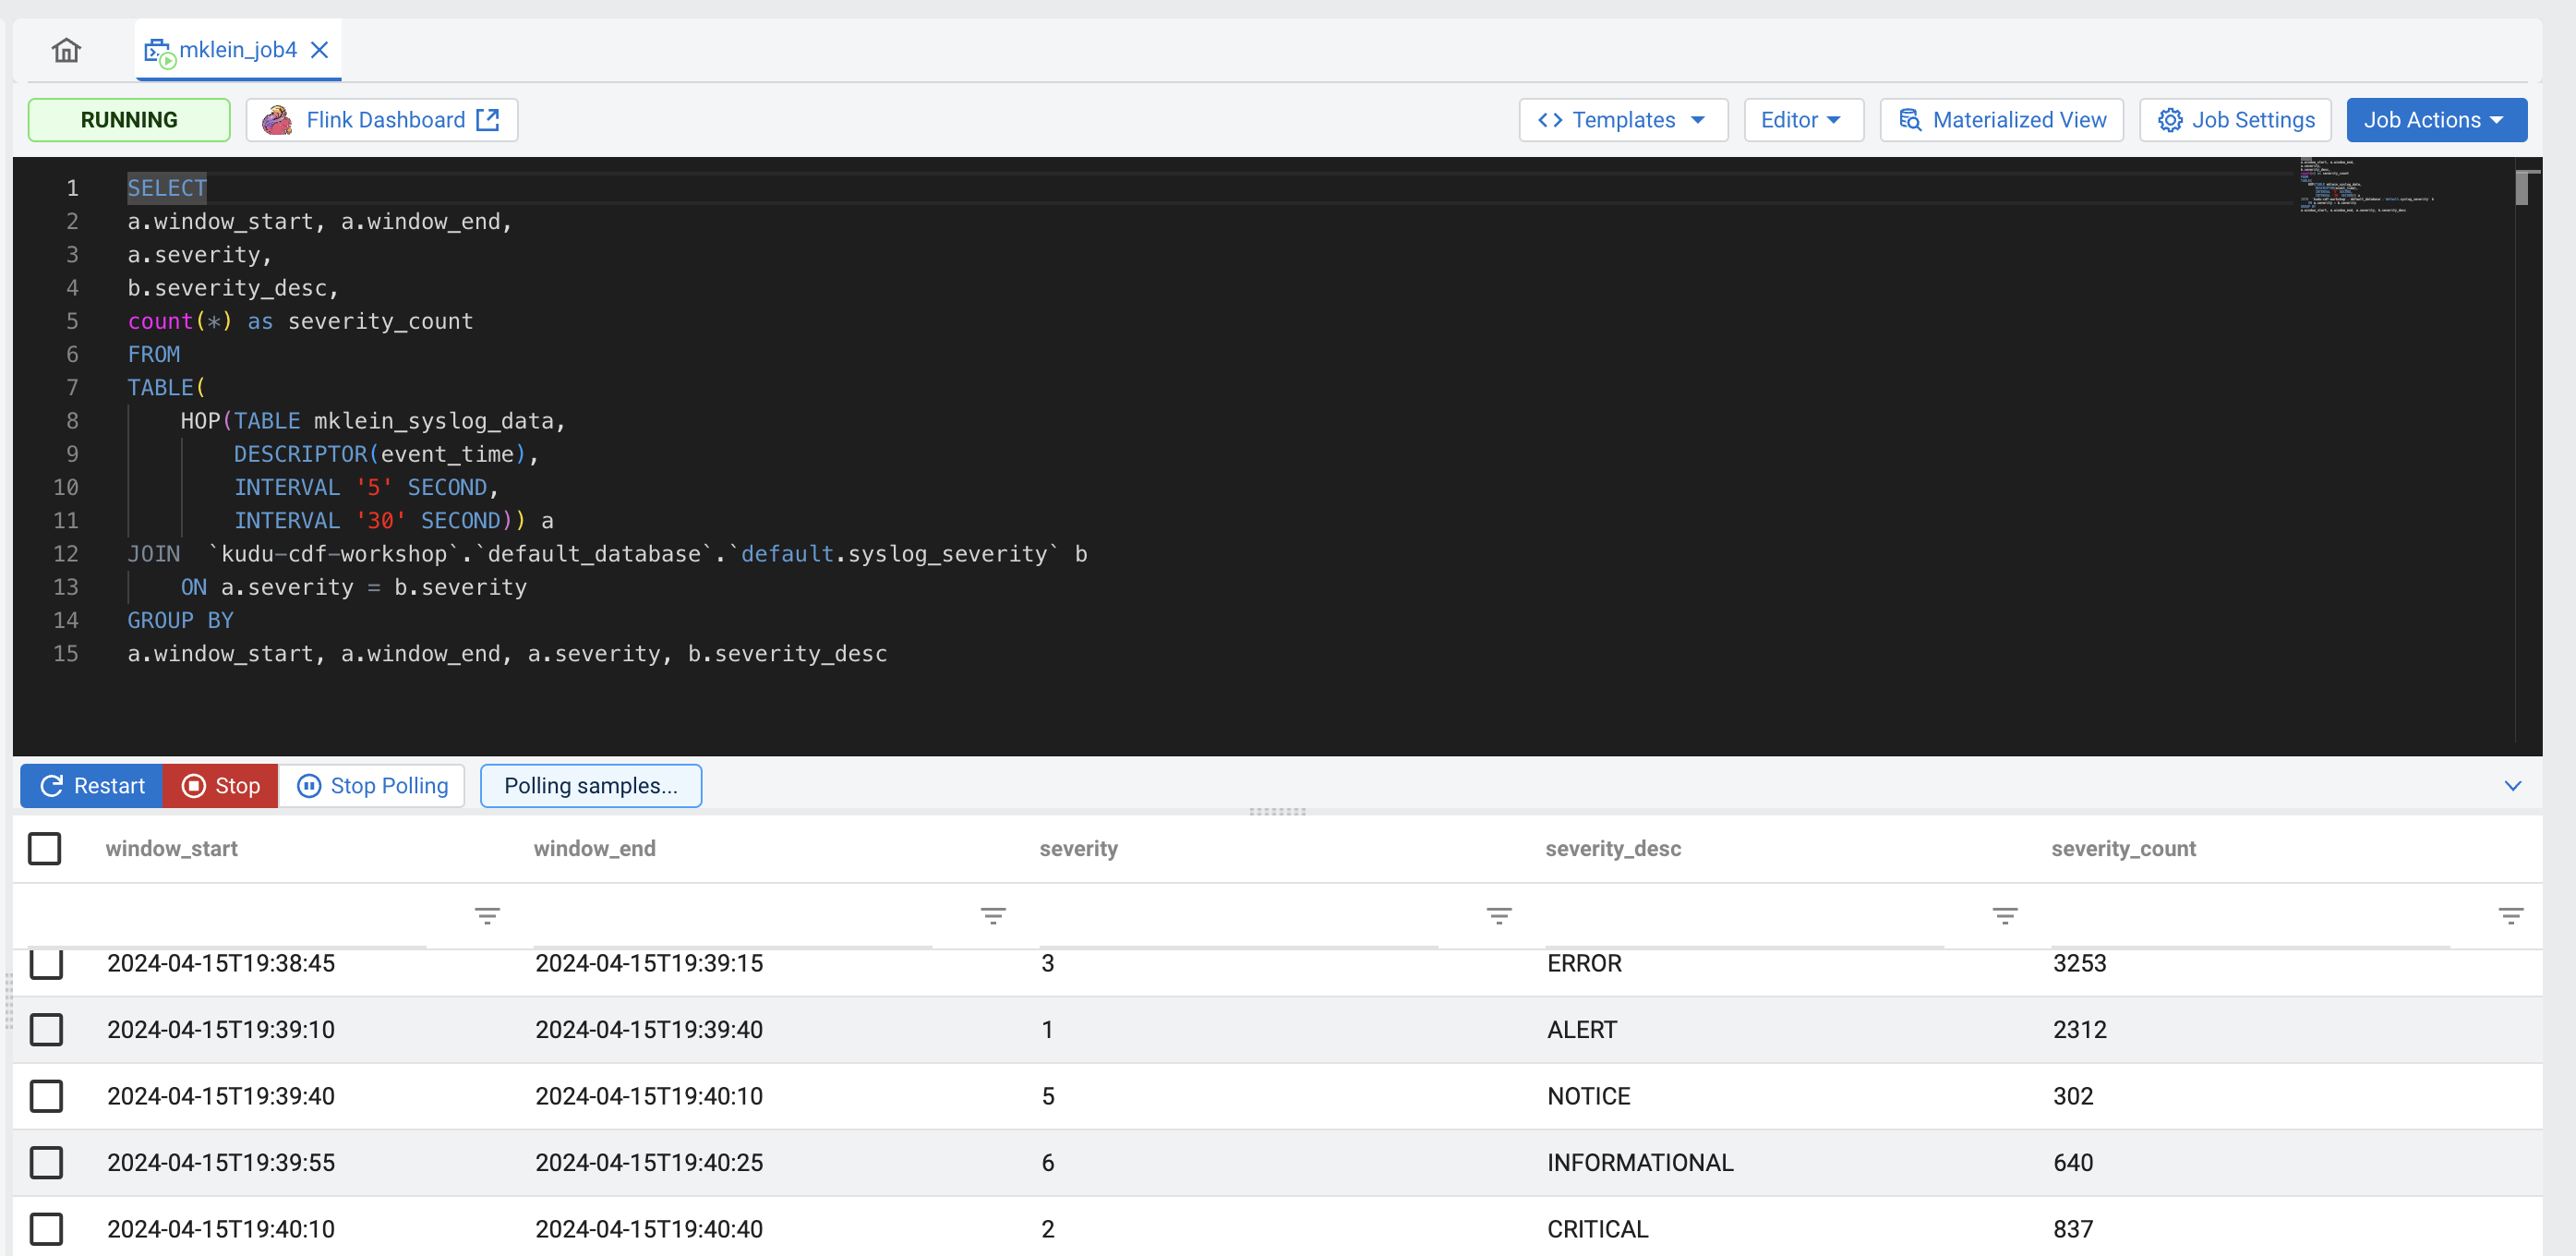 mklein_job4
RUNNING Flink Dashboard Templates Editor Materialized View Job Settings Job Actions
1 SELECT
2 a.window_start, a.window_end,
3 a.severity,
4 b.severity_desc,
5 count(*) as severity_count
6 FROM
7 TABLE(
8 HOP(TABLE mklein_syslog_data,
9 DESCRIPTOR(event_time),
10 INTERVAL '5' SECOND,
11 INTERVAL '30' SECOND)) a
12 JOIN `kudu-cdf-workshop`.`default_database`.`default.syslog_severity` b
13 ON a.severity = b.severity
14 GROUP BY
15 a.window_start, a.window_end, a.severity, b.severity_desc
Restart Stop Stop Polling Polling samples...
window_start window_end severity severity_desc severity_count
2024-04-15T19:38:45 2024-04-15T19:39:15 3 ERROR 3253
2024-04-15T19:39:10 2024-04-15T19:39:40 1 ALERT 2312
2024-04-15T19:39:40 2024-04-15T19:40:10 5 NOTICE 302
2024-04-15T19:39:55 2024-04-15T19:40:25 6 INFORMATIONAL 640
2024-04-15T19:40:10 2024-04-15T19:40:40 2 CRITICAL 837